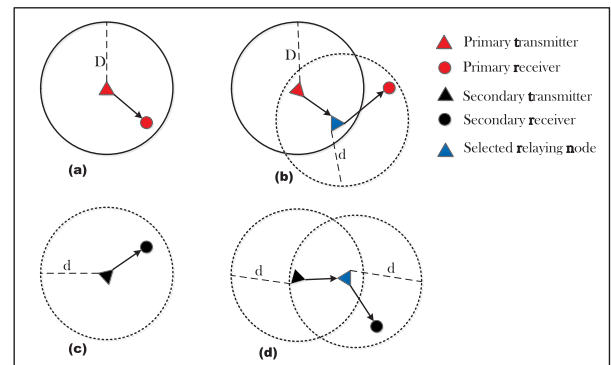 D
(a)
D
d
(b)
Primary transmitter
Primary receiver
Secondary transmitter
Secondary receiver
Selected relaying node
d
(c)
d
d
(d)